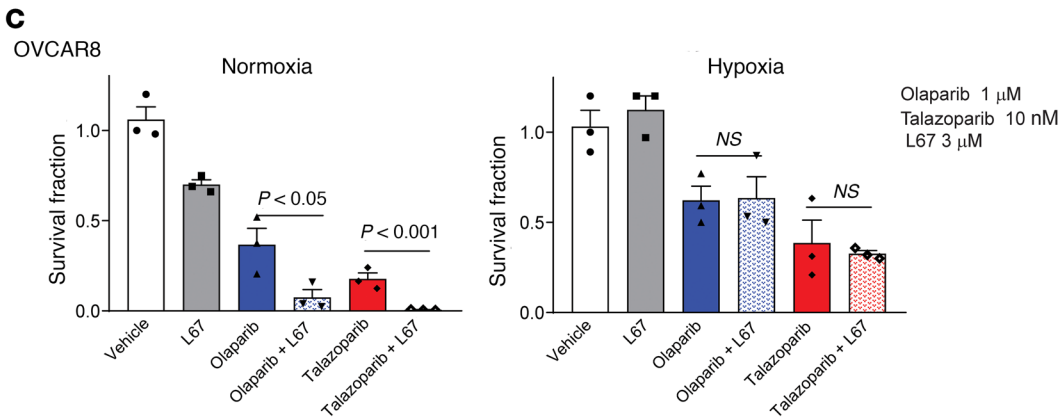 c
OVCAR8
Normoxia
Survival fraction
1.0
0.5
0.0
P < 0.05
P < 0.001
Vehicle
L67
Olaparib
Olaparib + L67
Talazoparib
Talazoparib + L67
Hypoxia
Survival fraction
1.0
0.5
0.0
NS
NS
Vehicle
L67
Olaparib
Olaparib + L67
Talazoparib
Talazoparib + L67
Olaparib 1 μM
Talazoparib 10 nM
L67 3 μM